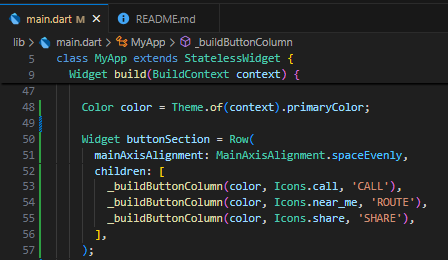 main.dart M × README.md
lib > main.dart > MyApp > _buildButtonColumn
5 class MyApp extends StatelessWidget {
9 Widget build(BuildContext context) {
47
48 Color color = Theme.of(context).primaryColor;
49
50 Widget buttonSection = Row(
51 mainAxisAlignment: MainAxisAlignment.spaceEvenly,
52 children: [
53 _buildButtonColumn(color, Icons.call, 'CALL'),
54 _buildButtonColumn(color, Icons.near_me, 'ROUTE'),
55 _buildButtonColumn(color, Icons.share, 'SHARE'),
56 ],
57 );